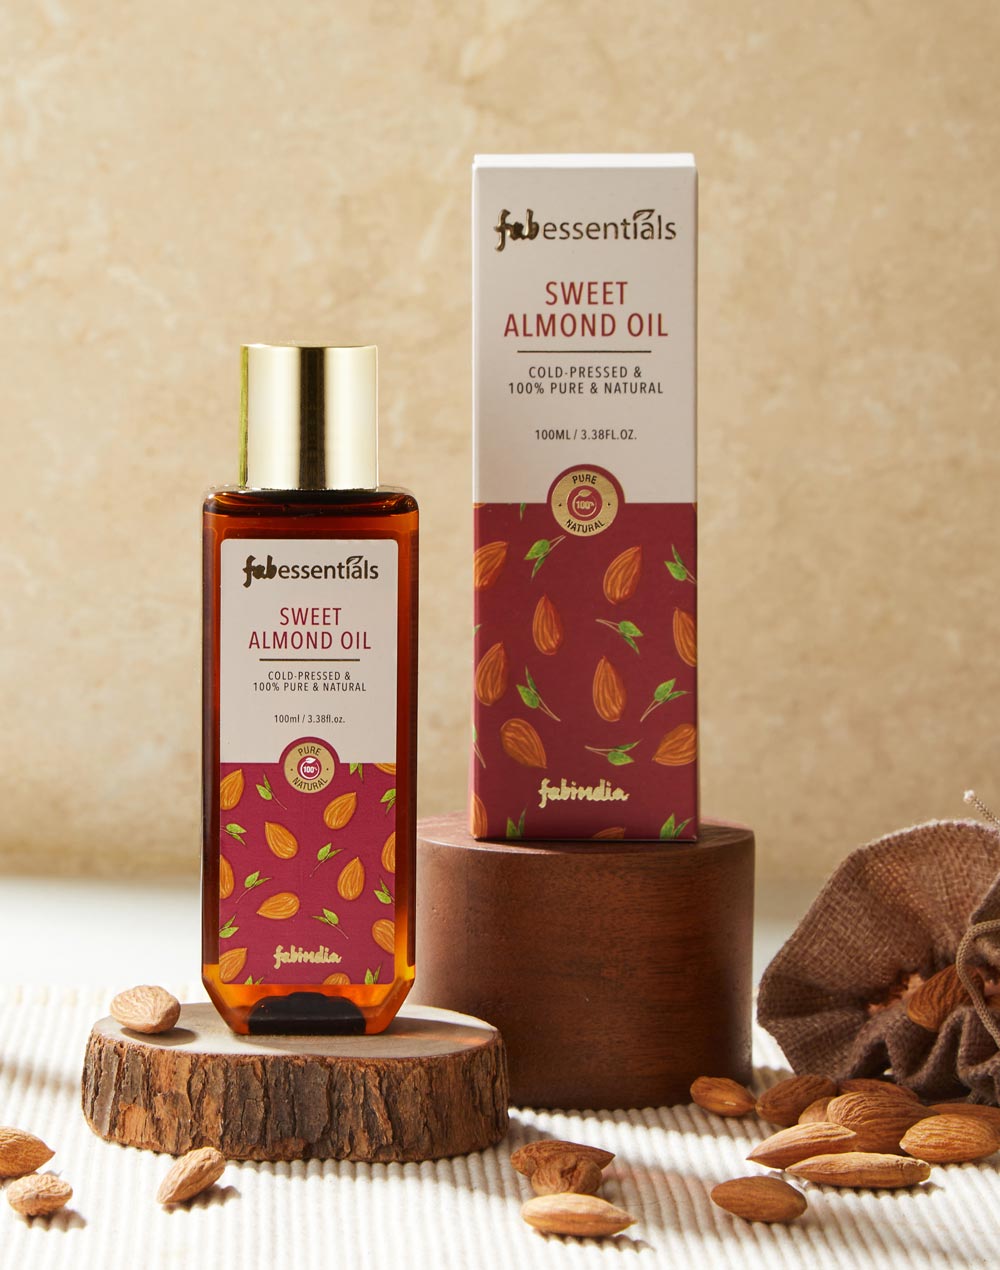 fabessentials
SWEET
ALMOND OIL
COLD-PRESSED &
100% PURE & NATURAL
100ml / 3.38fl.oz.
PURE
100%
NATURAL
fabindia
fabessentials
SWEET
ALMOND OIL
COLD-PRESSED &
100% PURE & NATURAL
100ML / 3.38FL.OZ.
PURE
100%
NATURAL
fabindia